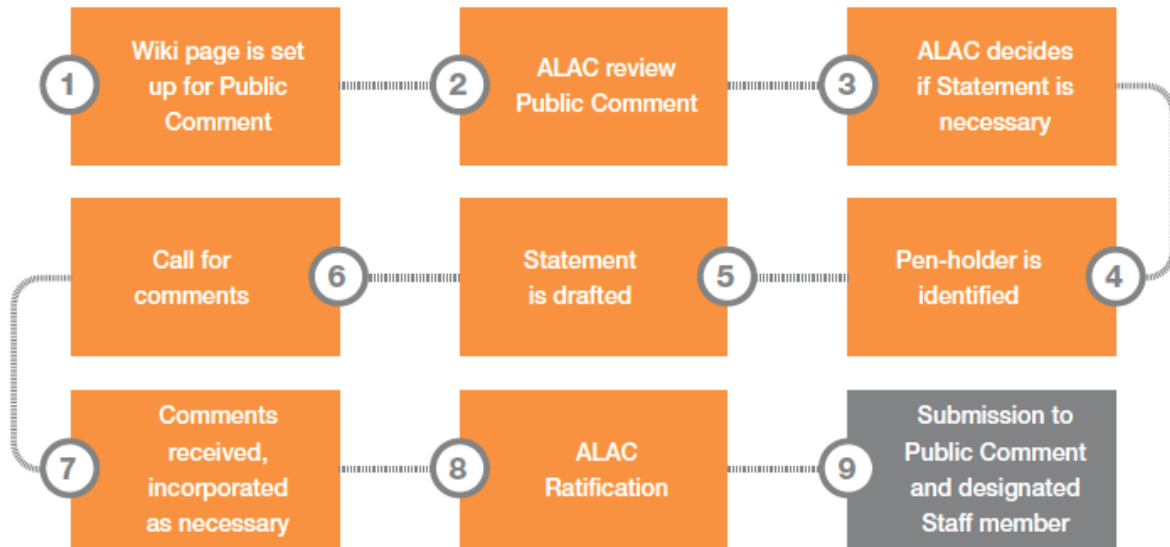 1
Wiki page is set
up for Public
Comment
2
ALAC review
Public Comment
3
ALAC decides
if Statement is
necessary
4
Pen-holder is
identified
5
Statement
is drafted
6
Call for
comments
7
Comments
received,
incorporated
as necessary
8
ALAC
Ratification
9
Submission to
Public Comment
and designated
Staff member